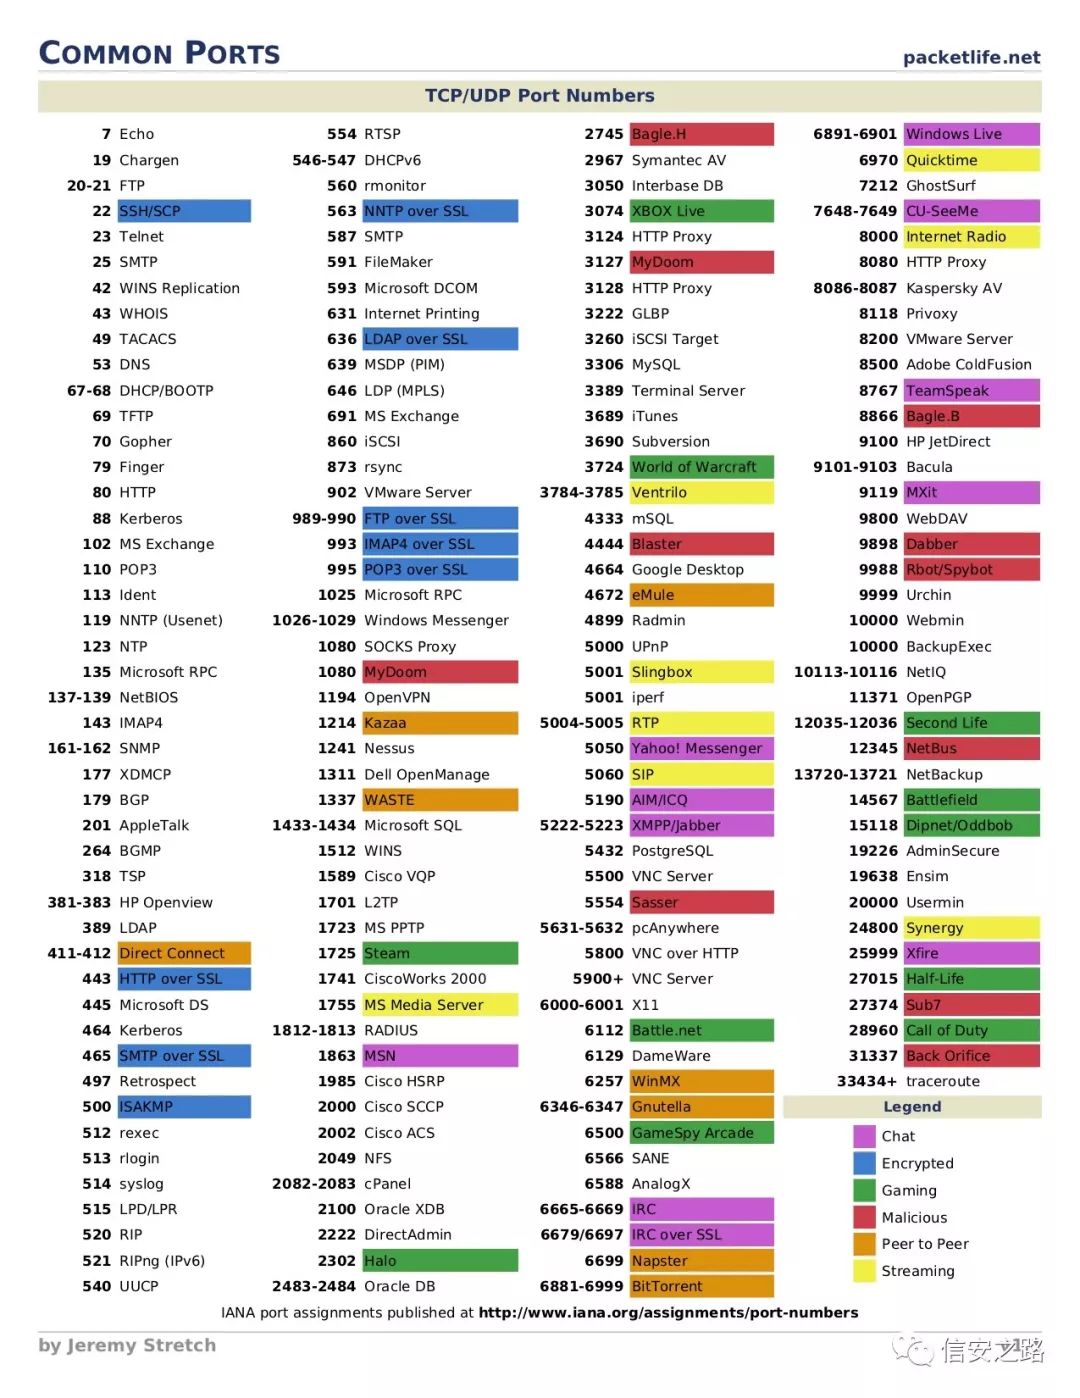 COMMON PORTS
packetlife.net
TCP/UDP Port Numbers
7 Echo
19 Chargen
20-21 FTP
22 SSH/SCP
23 Telnet
25 SMTP
42 WINS Replication
43 WHOIS
49 TACACS
53 DNS
67-68 DHCP/BOOTP
69 TFTP
70 Gopher
79 Finger
80 HTTP
88 Kerberos
102 MS Exchange
110 POP3
113 Ident
119 NNTP (Usenet)
123 NTP
135 Microsoft RPC
137-139 NetBIOS
143 IMAP4
161-162 SNMP
177 XDMCP
179 BGP
201 AppleTalk
264 BGMP
318 TSP
381-383 HP Openview
389 LDAP
411-412 Direct Connect
443 HTTP over SSL
445 Microsoft DS
464 Kerberos
465 SMTP over SSL
497 Retrospect
500 ISAKMP
512 rexec
513 rlogin
514 syslog
515 LPD/LPR
520 RIP
521 RIPng (IPv6)
540 UUCP
554 RTSP
546-547 DHCPv6
560 rmonitor
563 NNTP over SSL
587 SMTP
591 FileMaker
593 Microsoft DCOM
631 Internet Printing
636 LDAP over SSL
639 MSDP (PIM)
646 LDP (MPLS)
691 MS Exchange
860 iSCSI
873 rsync
902 VMware Server
989-990 FTP over SSL
993 IMAP4 over SSL
995 POP3 over SSL
1025 Microsoft RPC
1026-1029 Windows Messenger
1080 SOCKS Proxy
1080 MyDoom
1194 OpenVPN
1214 Kazaa
1241 Nessus
1311 Dell OpenManage
1337 WASTE
1433-1434 Microsoft SQL
1512 WINS
1589 Cisco VQP
1701 L2TP
1723 MS PPTP
1725 Steam
1741 CiscoWorks 2000
1755 MS Media Server
1812-1813 RADIUS
1863 MSN
1985 Cisco HSRP
2000 Cisco SCCP
2002 Cisco ACS
2049 NFS
2082-2083 cPanel
2100 Oracle XDB
2222 DirectAdmin
2302 Halo
2483-2484 Oracle DB
2745 Bagle.H
2967 Symantec AV
3050 Interbase DB
3074 XBOX Live
3124 HTTP Proxy
3127 MyDoom
3128 HTTP Proxy
3222 GLBP
3260 iSCSI Target
3306 MySQL
3389 Terminal Server
3689 iTunes
3690 Subversion
3724 World of Warcraft
3784-3785 Ventrilo
4333 mSQL
4444 Blaster
4664 Google Desktop
4672 eMule
4899 Radmin
5000 UPnP
5001 Slingbox
5001 iperf
5004-5005 RTP
5050 Yahoo! Messenger
5060 SIP
5190 AIM/ICQ
5222-5223 XMPP/Jabber
5432 PostgreSQL
5500 VNC Server
5554 Sasser
5631-5632 pcAnywhere
5800 VNC over HTTP
5900+ VNC Server
6000-6001 X11
6112 Battle.net
6129 DameWare
6257 WinMX
6346-6347 Gnutella
6500 GameSpy Arcade
6566 SANE
6588 AnalogX
6665-6669 IRC
6679/6697 IRC over SSL
6699 Napster
6881-6999 BitTorrent
6891-6901 Windows Live
6970 Quicktime
7212 GhostSurf
7648-7649 CU-SeeMe
8000 Internet Radio
8080 HTTP Proxy
8086-8087 Kaspersky AV
8118 Privoxy
8200 VMware Server
8500 Adobe ColdFusion
8767 TeamSpeak
8866 Bagle.B
9100 HP JetDirect
9101-9103 Bacula
9119 MXit
9800 WebDAV
9898 Dabber
9988 Rbot/Spybot
9999 Urchin
10000 Webmin
10000 BackupExec
10113-10116 NetIQ
11371 OpenPGP
12035-12036 Second Life
12345 NetBus
13720-13721 NetBackup
14567 Battlefield
15118 Dipnet/Oddbob
19226 AdminSecure
19638 Ensim
20000 Usermin
24800 Synergy
25999 Xfire
27015 Half-Life
27374 Sub7
28960 Call of Duty
31337 Back Orifice
33434+ traceroute
Legend
Chat
Encrypted
Gaming
Malicious
Peer to Peer
Streaming
IANA port assignments published at http://www.iana.org/assignments/port-numbers
by Jeremy Stretch
信安之路